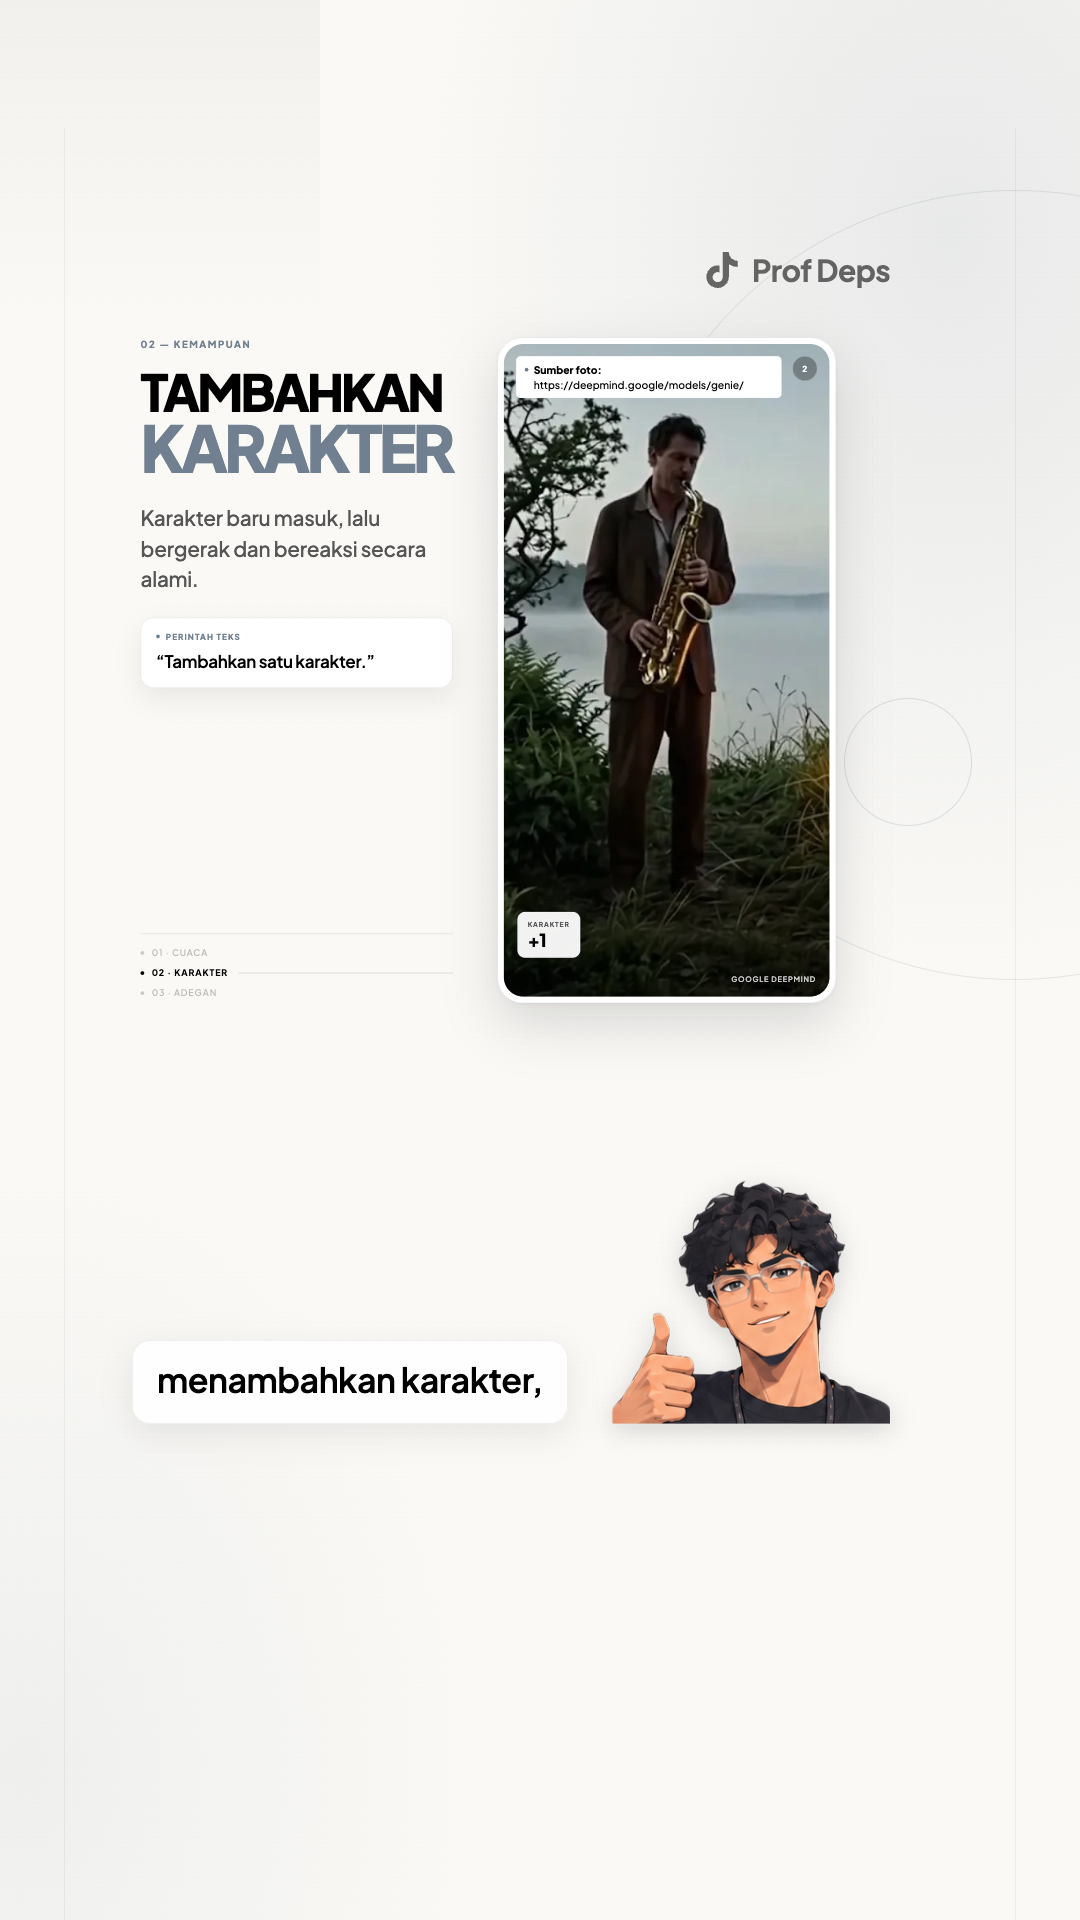 Prof Deps
02 — KEMAMPUAN
TAMBAHKAN
KARAKTER
Karakter baru masuk, lalu
bergerak dan bereaksi secara
alami.
• PERINTAH TEKS
“Tambahkan satu karakter.”
• 01 · CUACA
• 02 · KARAKTER
• 03 · ADEGAN
• Sumber foto:
https://deepmind.google/models/genie/
2
KARAKTER
+1
GOOGLE DEEPMIND
menambahkan karakter,